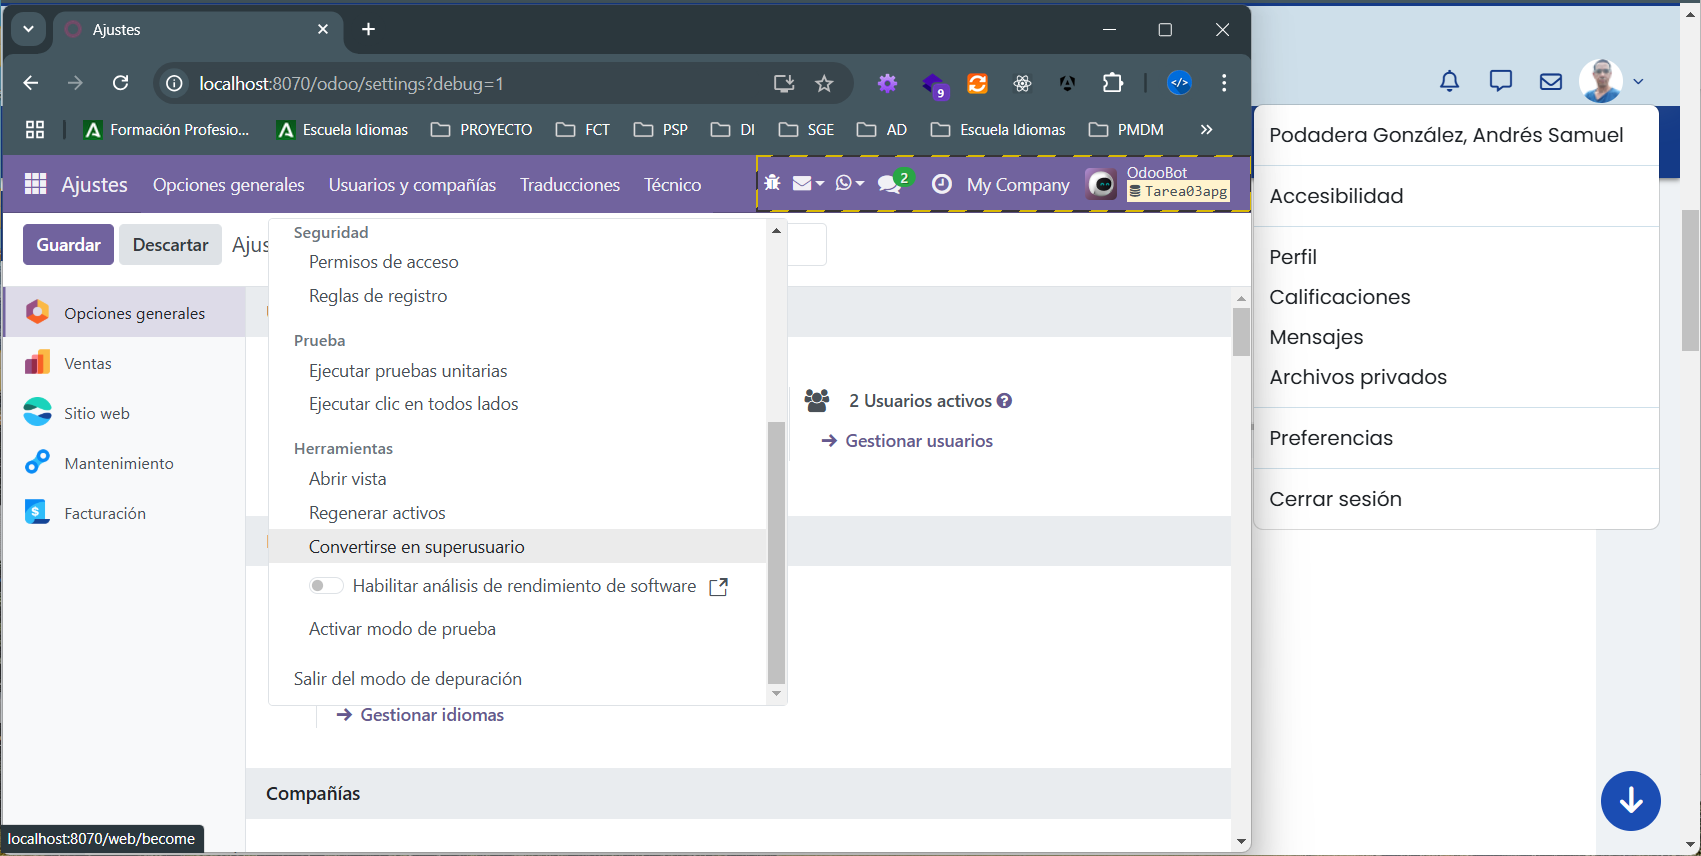 Ajustes
localhost:8070/odoo/settings?debug=1
9
Formación Profesio...
Escuela Idiomas
PROYECTO
FCT
PSP
DI
SGE
AD
Escuela Idiomas
PMDM
Ajustes
Opciones generales
Usuarios y compañías
Traducciones
Técnico
2
My Company
OdooBot
Tarea03apg
Guardar
Descartar
Ajus
Opciones generales
Ventas
Sitio web
Mantenimiento
Facturación
Seguridad
Permisos de acceso
Reglas de registro
Prueba
Ejecutar pruebas unitarias
Ejecutar clic en todos lados
Herramientas
Abrir vista
Regenerar activos
Convertirse en superusuario
Habilitar análisis de rendimiento de software
Activar modo de prueba
Salir del modo de depuración
2 Usuarios activos
Gestionar usuarios
Gestionar idiomas
Compañías
localhost:8070/web/become
Podadera González, Andrés Samuel
Accesibilidad
Perfil
Calificaciones
Mensajes
Archivos privados
Preferencias
Cerrar sesión